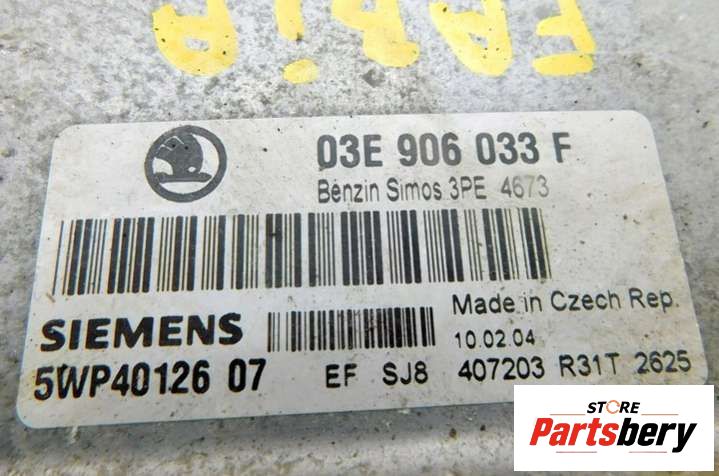 FABIA
03E 906 033 F
Benzin Simos 3PE 4673
SIEMENS
Made in Czech Rep.
10.02.04
5WP40126 07
EF SJ8 407203 R31T 2625
STORE
Partsbery